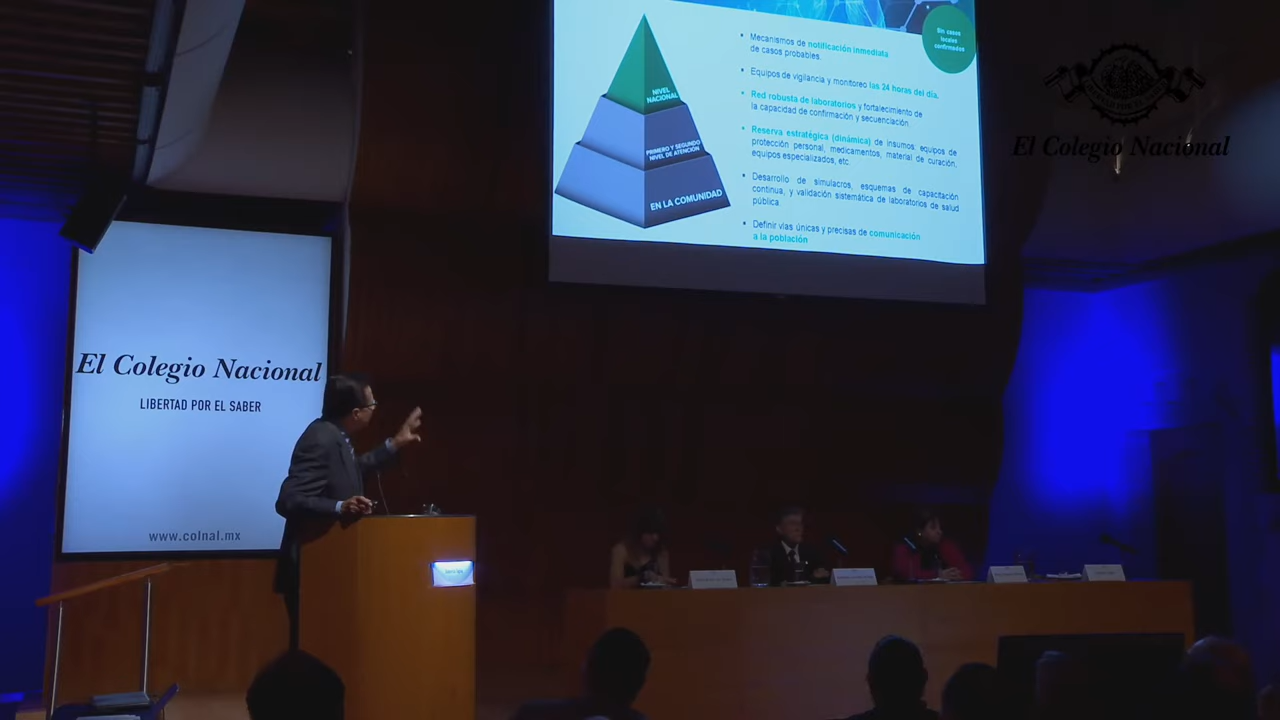 Sin casos
locales
confirmados
• Mecanismos de notificación inmediata
de casos probables.
• Equipos de vigilancia y monitoreo las 24 horas del día.
• Red robusta de laboratorios y fortalecimiento de
la capacidad de confirmación y secuenciación.
• Reserva estratégica (dinámica) de insumos: equipos de
protección personal, medicamentos, material de curación,
equipos especializados, etc.
• Desarrollo de simulacros, esquemas de capacitación
continua, y validación sistemática de laboratorios de salud
pública.
• Definir vías únicas y precisas de comunicación
a la población
NIVEL
NACIONAL
PRIMERO Y SEGUNDO
NIVEL DE ATENCIÓN
EN LA COMUNIDAD
El Colegio Nacional
El Colegio Nacional
LIBERTAD POR EL SABER
www.colnal.mx